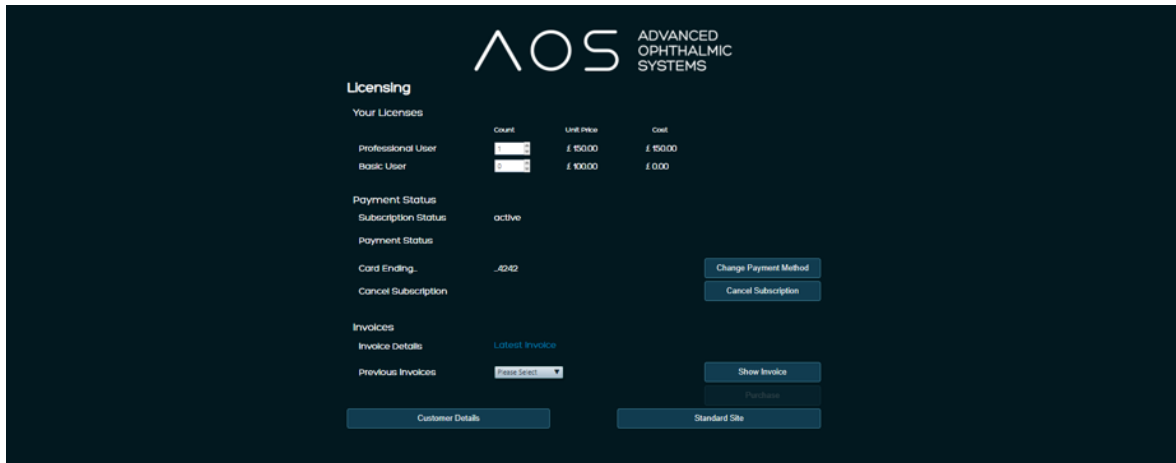 AOS
ADVANCED
OPHTHALMIC
SYSTEMS
Licensing
Your Licenses
Count Unit Price Cost
Professional User 1 £ 150.00 £ 150.00
Basic User 0 £ 100.00 £ 0.00
Payment Status
Subscription Status active
Payment Status
Card Ending.. ..4242 Change Payment Method
Cancel Subscription Cancel Subscription
Invoices
Invoice Details Latest Invoice
Previous Invoices Please Select Show Invoice
Purchase
Customer Details Standard Site